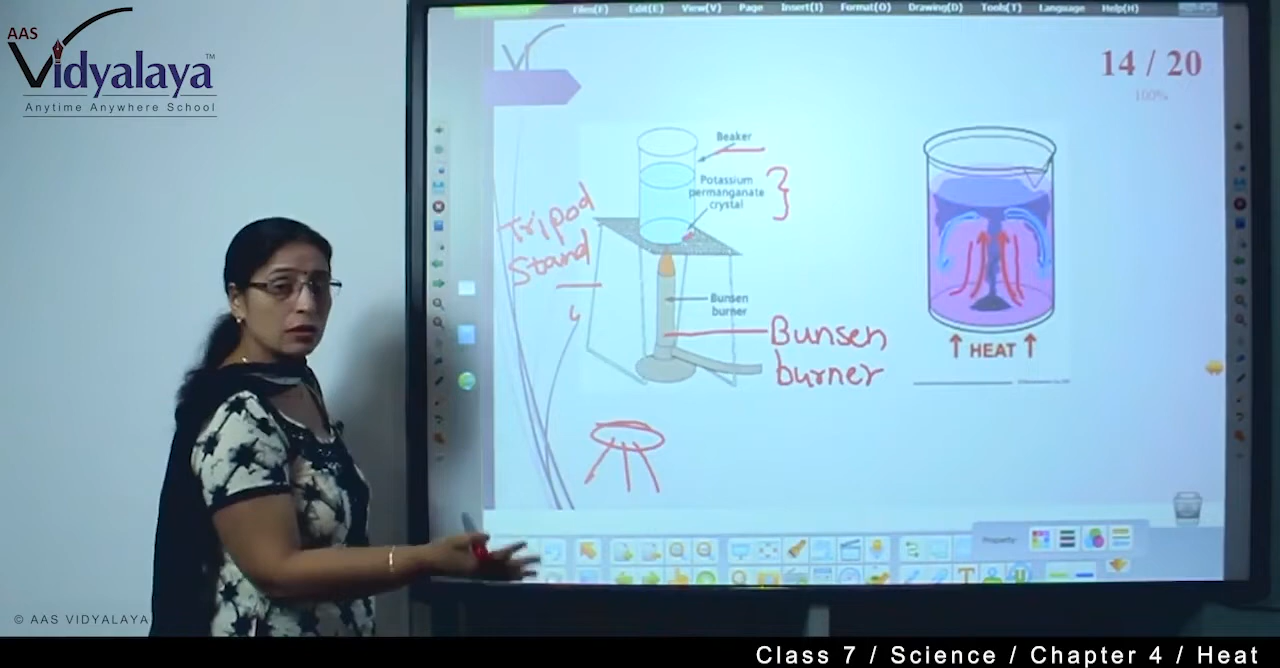 AAS
Vidyalaya™
Anytime Anywhere School
Files(F) Edit(E) View(V) Page Insert(I) Format(O) Drawing(D) Tools(T) Language Help(H)
14 / 20
100%
Beaker
Potassium
permanganate
crystal
Tripod
Stand
Bunsen
burner
Bunsen
burner
↑ HEAT ↑
Property:
© AAS VIDYALAYA
Class 7 / Science / Chapter 4 / Heat